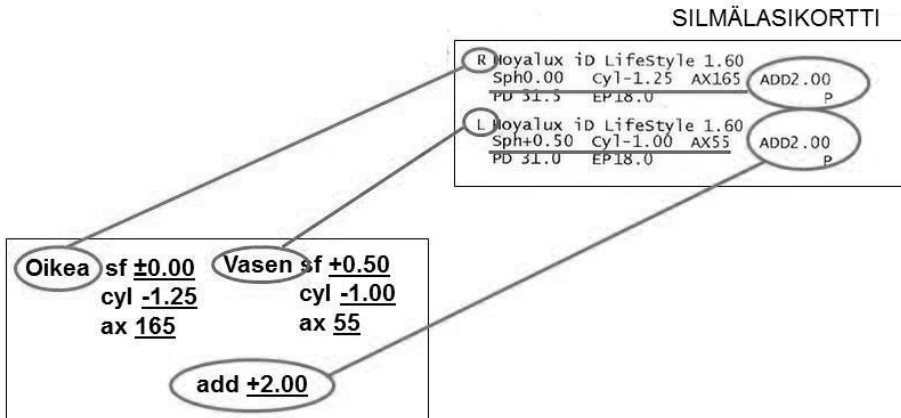 SILMÄLASIKORTTI
R Hoyalux iD LifeStyle 1.60
Sph0.00 Cyl-1.25 AX165 ADD2.00
PD 31.5 EP18.0 P
L Hoyalux iD LifeStyle 1.60
Sph+0.50 Cyl-1.00 AX55 ADD2.00
PD 31.0 EP18.0 P
Oikea sf ±0.00 Vasen sf +0.50
cyl -1.25 cyl -1.00
ax 165 ax 55
add +2.00